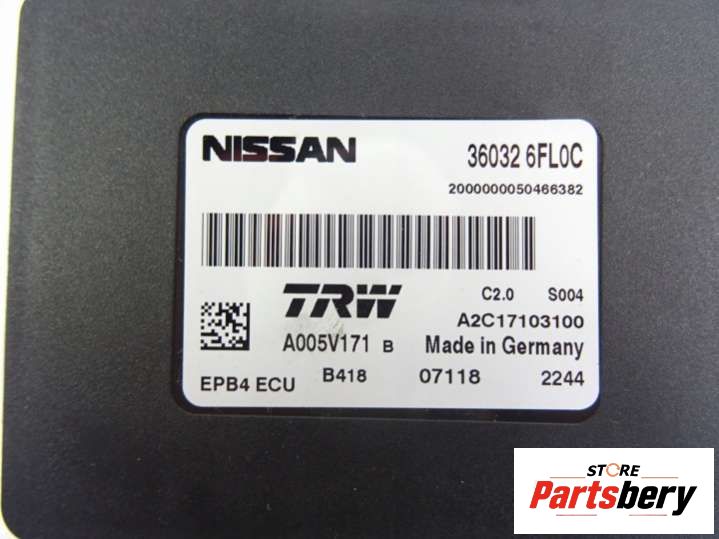 NISSAN 36032 6FL0C
2000000050466382
TRW C2.0 S004
A2C17103100
A005V171 B Made in Germany
EPB4 ECU B418 07118 2244
STORE
Partsbery